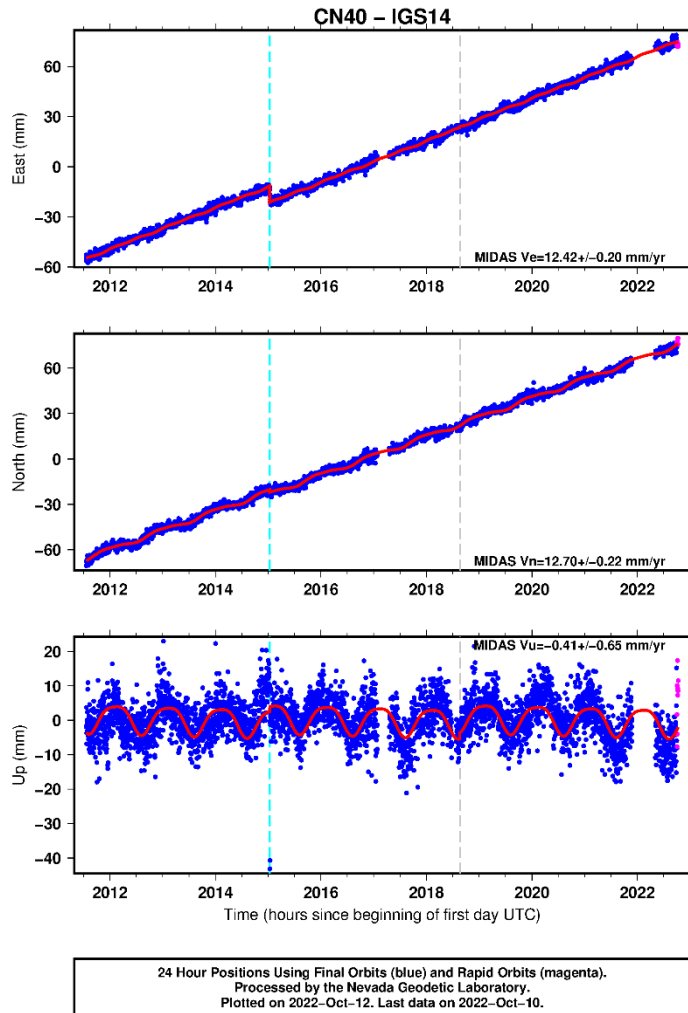 CN40 − IGS14
60
30
0
−30
−60
East (mm)
MIDAS Ve=12.42+/−0.20 mm/yr
2012 2014 2016 2018 2020 2022
60
30
0
−30
−60
North (mm)
MIDAS Vn=12.70+/−0.22 mm/yr
2012 2014 2016 2018 2020 2022
MIDAS Vu=−0.41+/−0.65 mm/yr
20
10
0
−10
−20
−30
−40
Up (mm)
2012 2014 2016 2018 2020 2022
Time (hours since beginning of first day UTC)
24 Hour Positions Using Final Orbits (blue) and Rapid Orbits (magenta).
Processed by the Nevada Geodetic Laboratory.
Plotted on 2022−Oct−12. Last data on 2022−Oct−10.